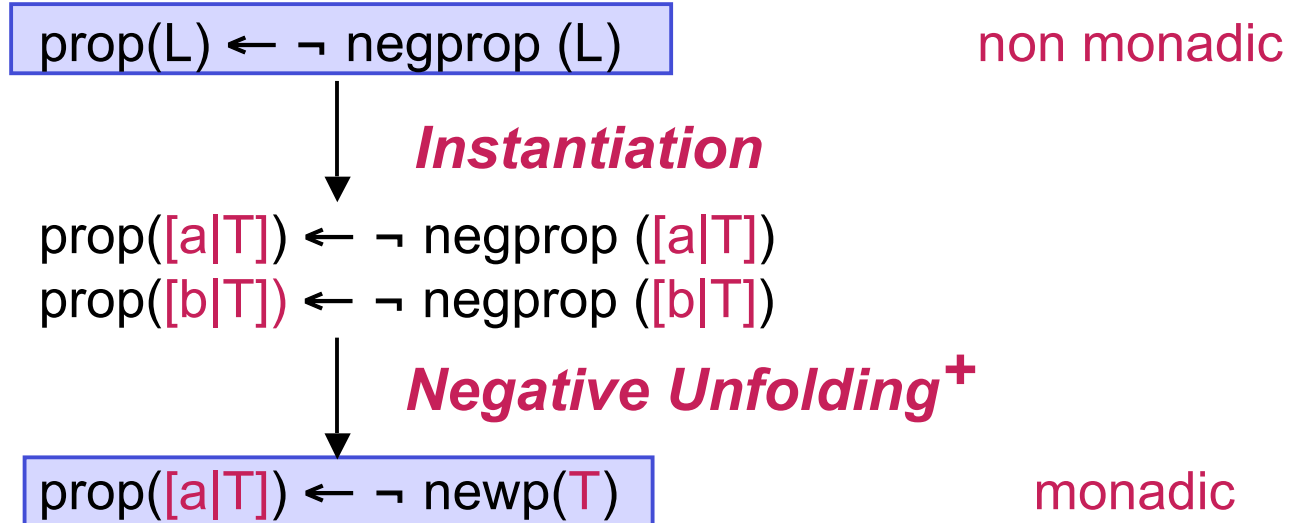 prop(L) ← ¬ negprop (L) non monadic
Instantiation
prop([a|T]) ← ¬ negprop ([a|T])
prop([b|T]) ← ¬ negprop ([b|T])
Negative Unfolding+
prop([a|T]) ← ¬ newp(T) monadic